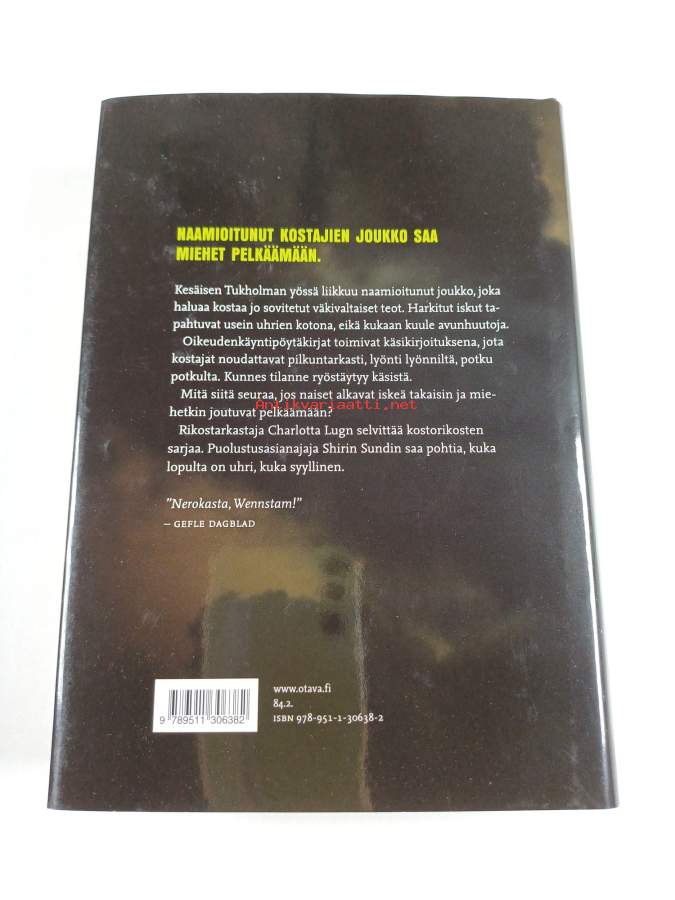 NAAMIOITUNUT KOSTAJIEN JOUKKO SAA
MIEHET PELKÄÄMÄÄN.
Kesäisen Tukholman yössä liikkuu naamioitunut joukko, joka
haluaa kostaa jo sovitetut väkivaltaiset teot. Harkitut iskut ta-
pahtuvat usein uhrien kotona, eikä kukaan kuule avunhuutoja.
Oikeudenkäyntipöytäkirjat toimivat käsikirjoituksena, jota
kostajat noudattavat pilkuntarkasti, lyönti lyönniltä, potku
potkulta. Kunnes tilanne ryöstäytyy käsistä.
Mitä siitä seuraa, jos naiset alkavat iskeä takaisin ja mie-
Antikvariaatti.net
hetkin joutuvat pelkäämään?
Rikostarkastaja Charlotta Lugn selvittää kostorikosten
sarjaa. Puolustusasianajaja Shirin Sundin saa pohtia, kuka
lopulta on uhri, kuka syyllinen.
"Nerokasta, Wennstam!"
– GEFLE DAGBLAD
www.otava.fi
84.2.
ISBN 978-951-1-30638-2
9 789511 306382